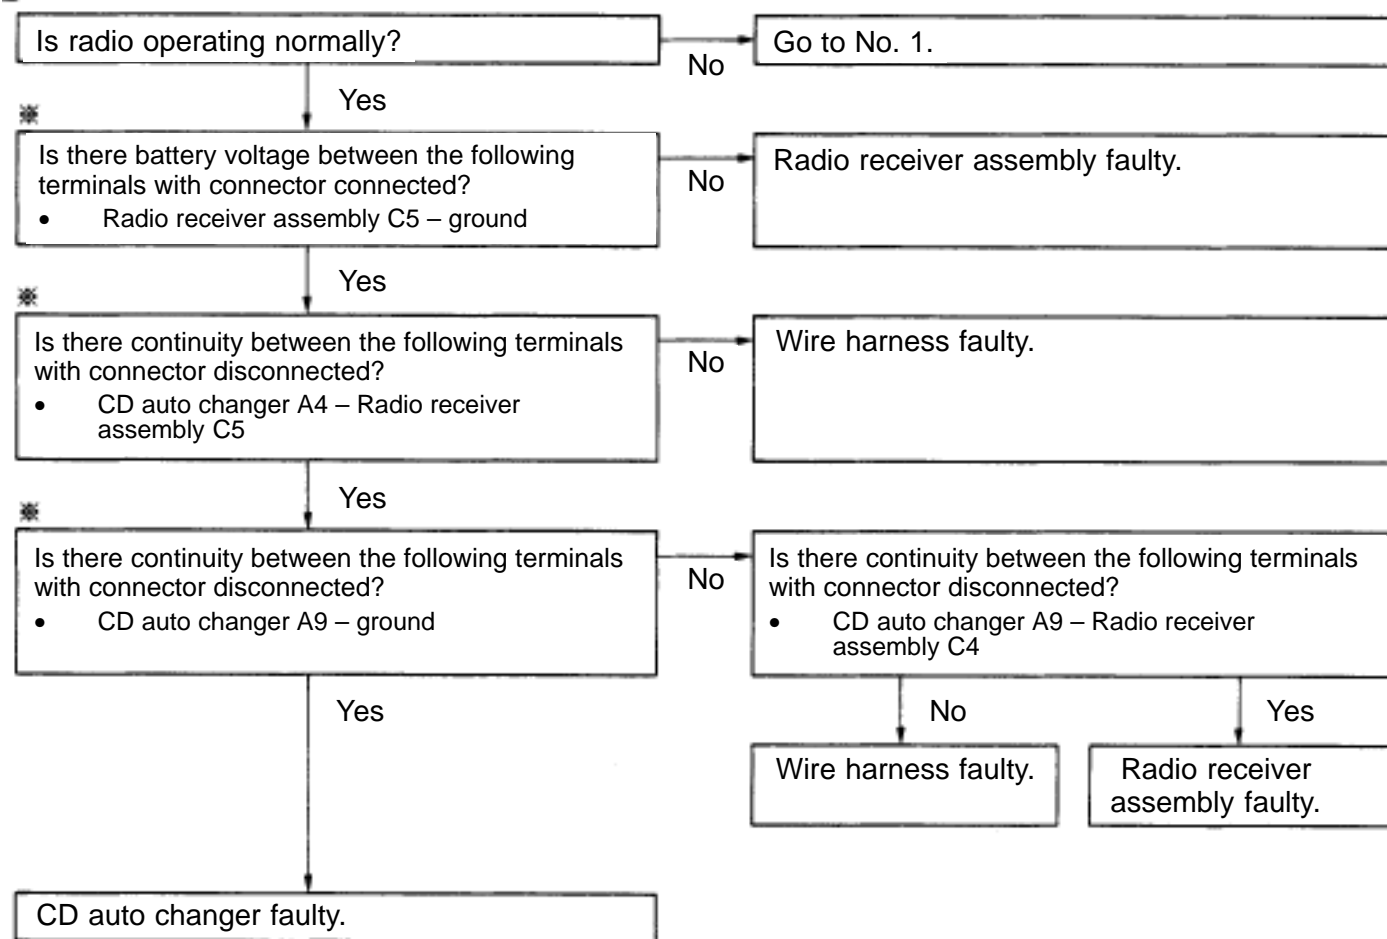 Is radio operating normally?
No
Go to No. 1.
Yes
※
Is there battery voltage between the following
terminals with connector connected?
• Radio receiver assembly C5 – ground
No
Radio receiver assembly faulty.
Yes
※
Is there continuity between the following terminals
with connector disconnected?
• CD auto changer A4 – Radio receiver
assembly C5
No
Wire harness faulty.
Yes
※
Is there continuity between the following terminals
with connector disconnected?
• CD auto changer A9 – ground
No
Is there continuity between the following terminals
with connector disconnected?
• CD auto changer A9 – Radio receiver
assembly C4
Yes
No
Yes
Wire harness faulty.
Radio receiver
assembly faulty.
CD auto changer faulty.